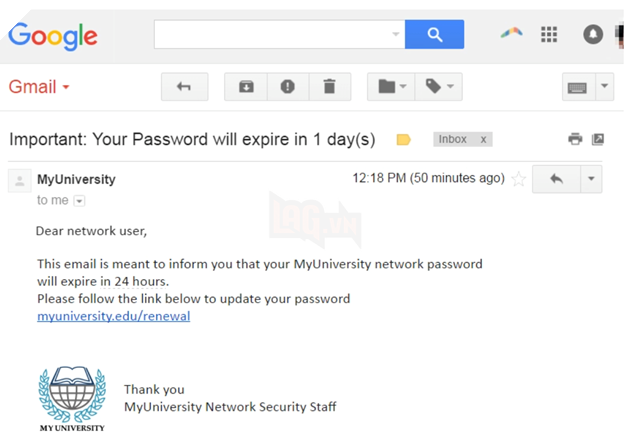 Google
Gmail
Important: Your Password will expire in 1 day(s)
Inbox x
MyUniversity
12:18 PM (50 minutes ago)
to me
LAG.VN
Dear network user,
This email is meant to inform you that your MyUniversity network password
will expire in 24 hours.
Please follow the link below to update your password
myuniversity.edu/renewal
Thank you
MyUniversity Network Security Staff
MY UNIVERSITY